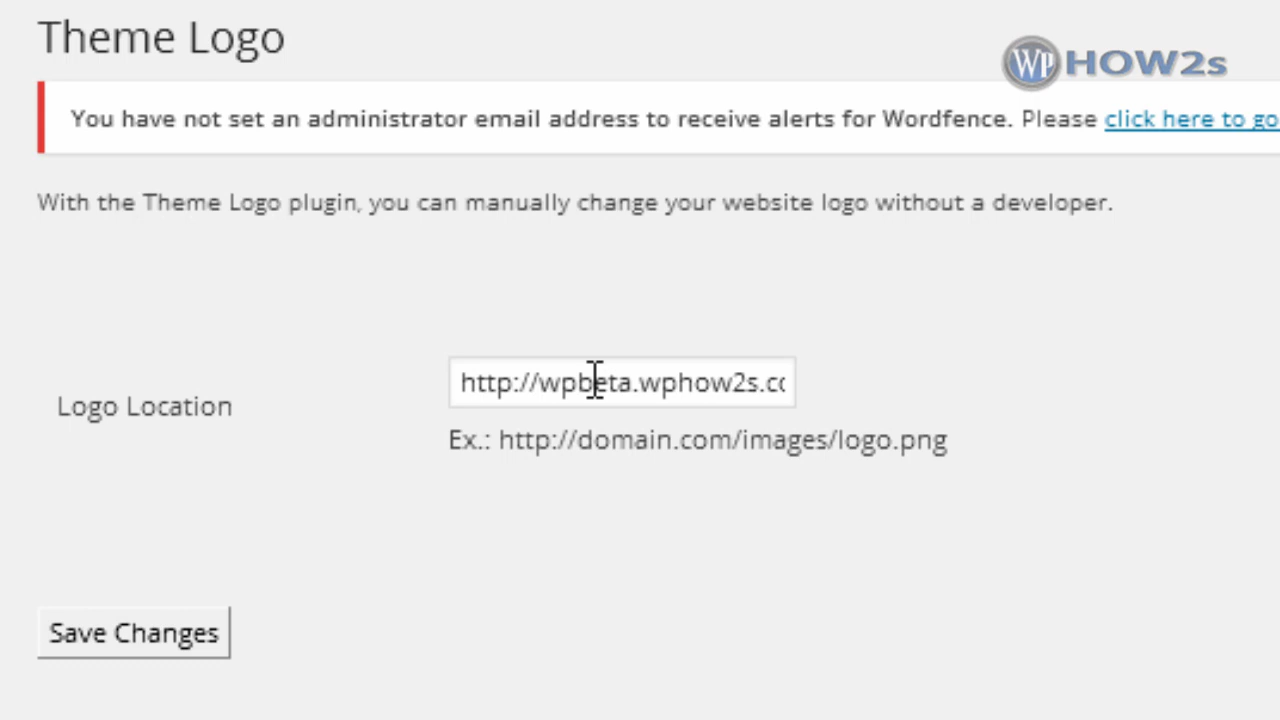 Theme Logo
WP HOW2s
You have not set an administrator email address to receive alerts for Wordfence. Please click here to go
With the Theme Logo plugin, you can manually change your website logo without a developer.
http://wpbeta.wphow2s.co
Logo Location
Ex.: http://domain.com/images/logo.png
Save Changes